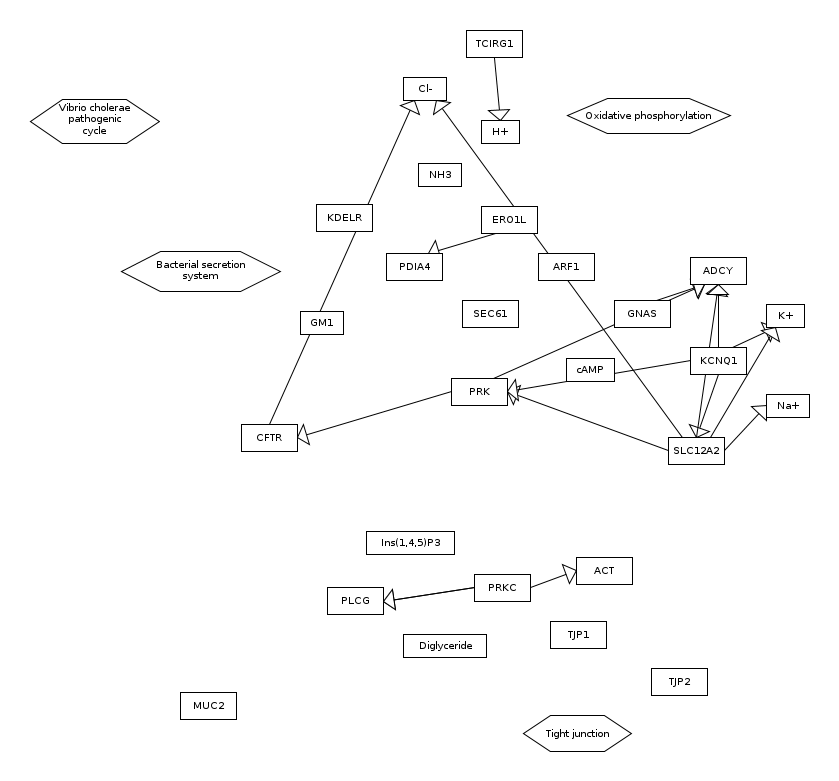 TCIRG1
Cl-
Vibrio cholerae
pathogenic
cycle
Oxidative phosphorylation
H+
NH3
KDELR
ERO1L
Bacterial secretion
system
PDIA4
ARF1
ADCY
SEC61
GNAS
K+
GM1
KCNQ1
cAMP
PRK
Na+
CFTR
SLC12A2
Ins(1,4,5)P3
ACT
PRKC
PLCG
TJP1
Diglyceride
TJP2
MUC2
Tight junction